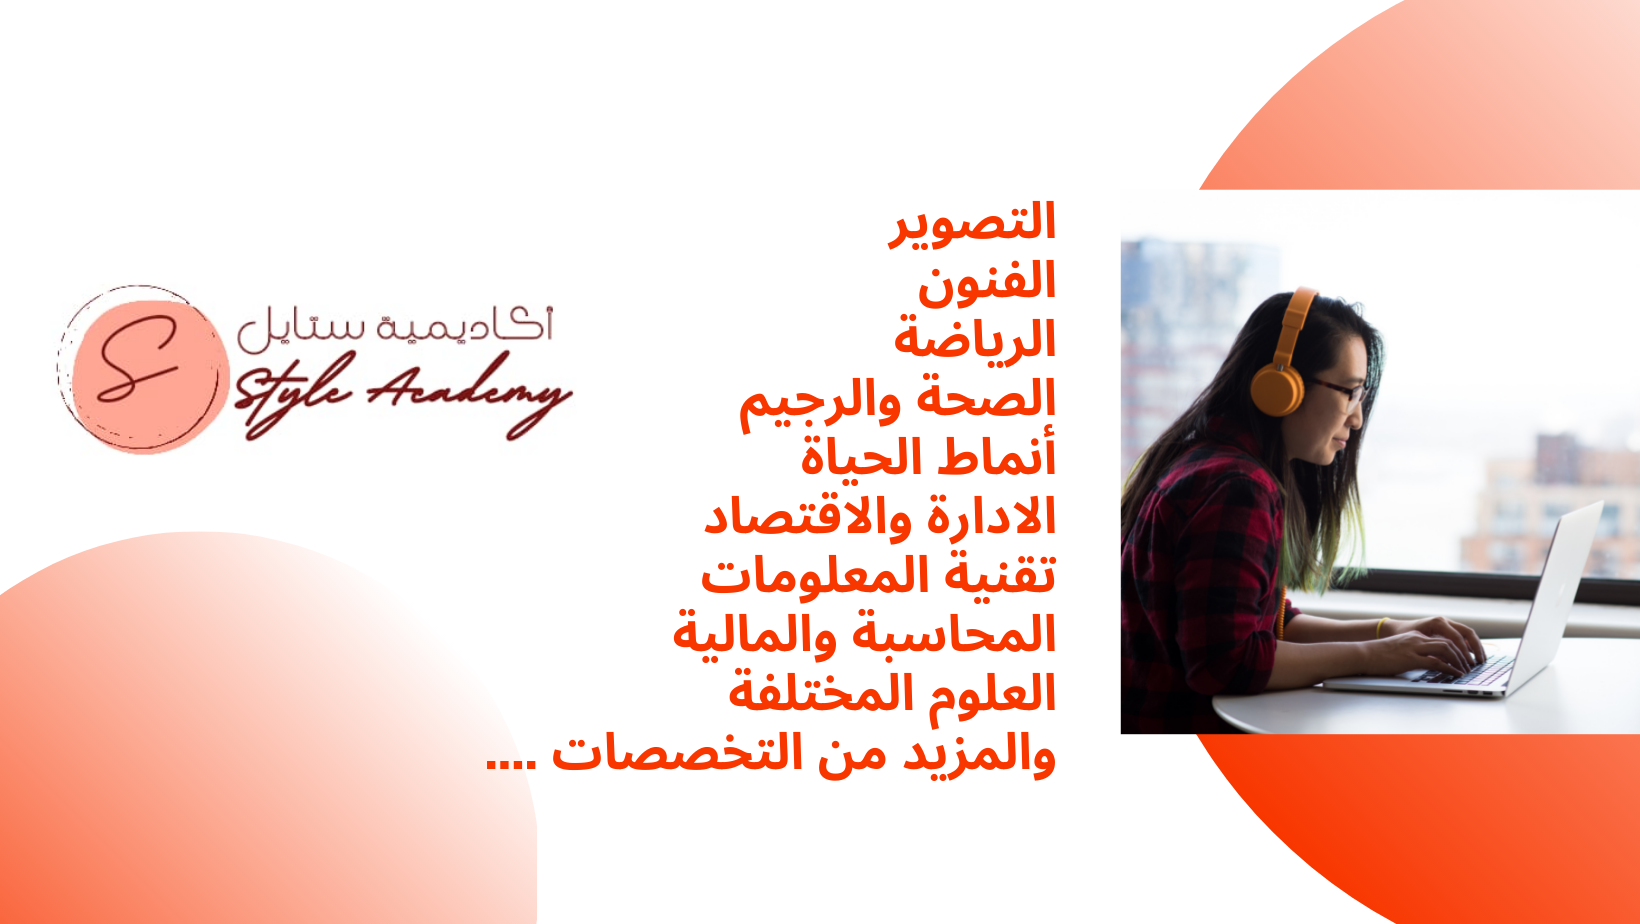 التصوير
الفنون
الرياضة
الصحة والرجيم
أنماط الحياة
الادارة والاقتصاد
تقنية المعلومات
المحاسبة والمالية
العلوم المختلفة
والمزيد من التخصصات ....
S
أكاديمية ستايل
Style Academy